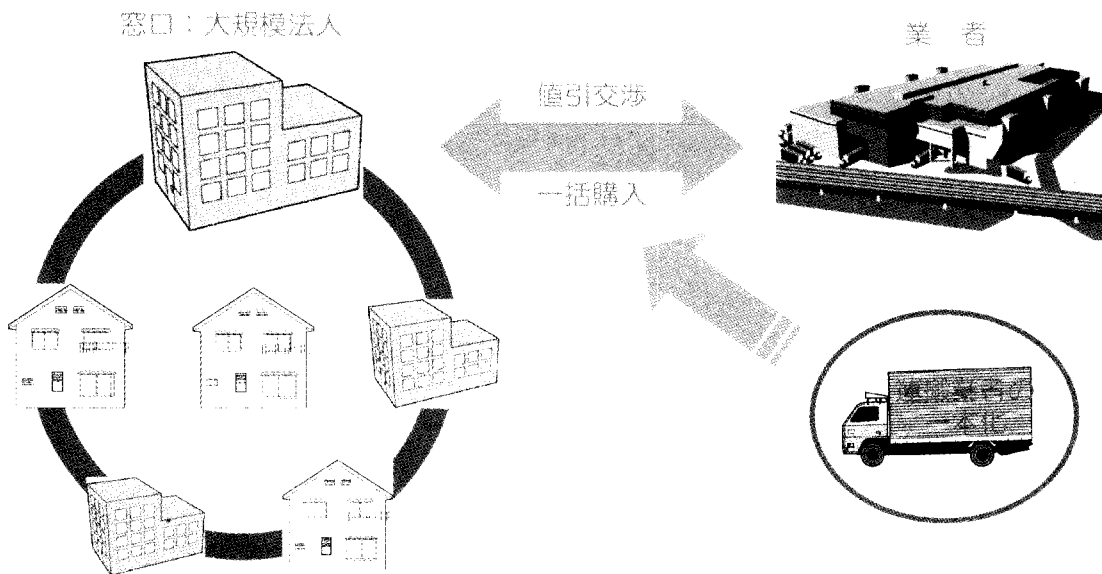 窓口：大規模法人
業 者
値引交渉
一括購入
一本化